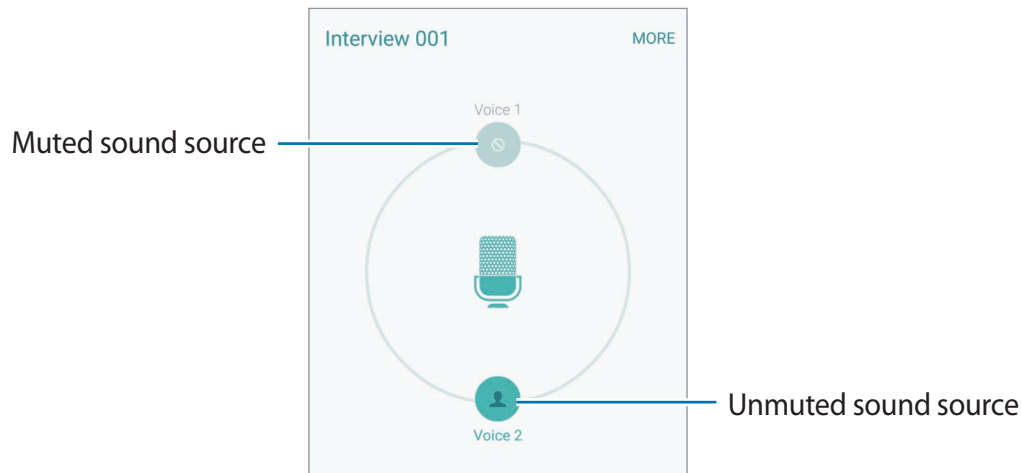 Interview 001
MORE
Voice 1
Muted sound source
Unmuted sound source
Voice 2